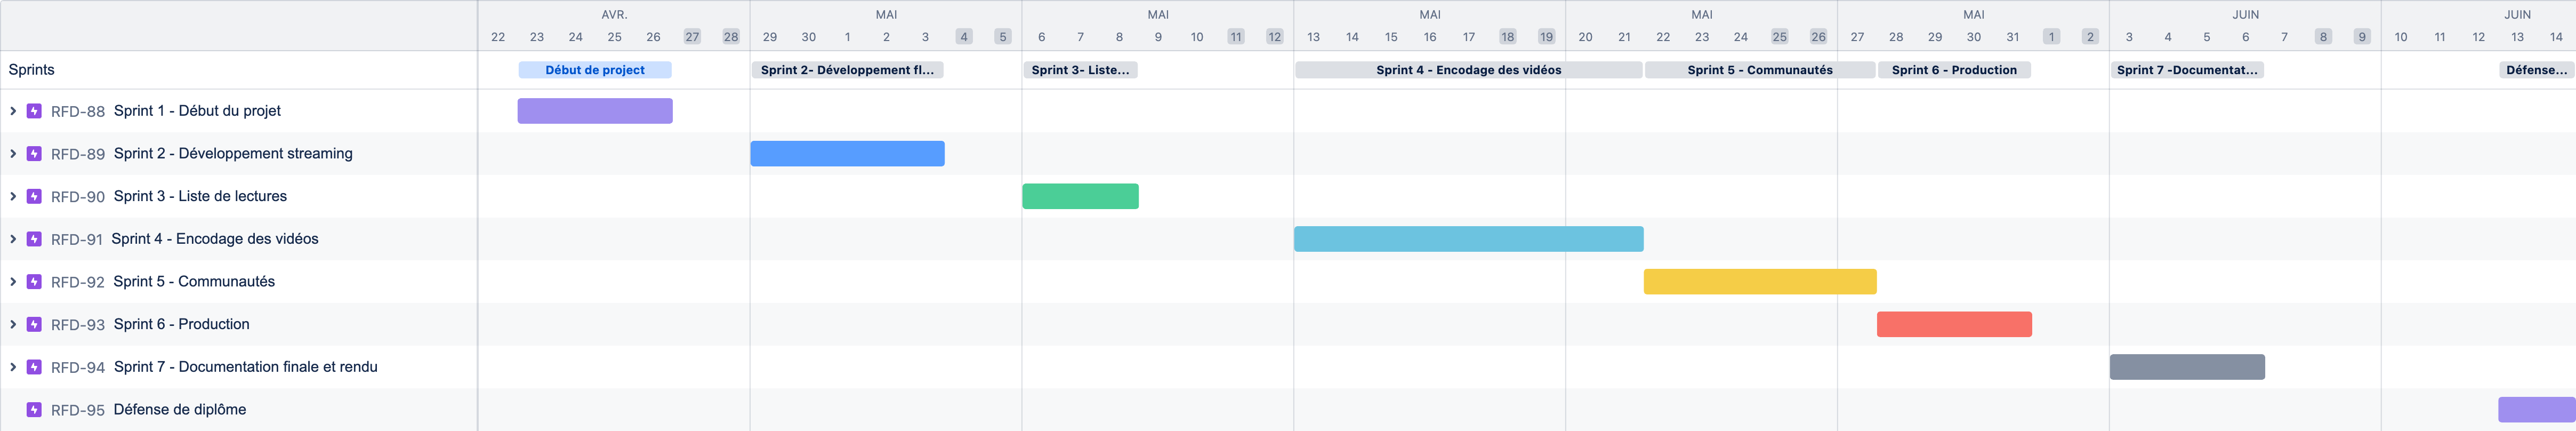 AVR. MAI MAI MAI MAI MAI JUIN JUIN
22 23 24 25 26 27 28 29 30 1 2 3 4 5 6 7 8 9 10 11 12 13 14 15 16 17 18 19 20 21 22 23 24 25 26 27 28 29 30 31 1 2 3 4 5 6 7 8 9 10 11 12 13 14
Sprints Début de project Sprint 2- Développement fl... Sprint 3- Liste... Sprint 4 - Encodage des vidéos Sprint 5 - Communautés Sprint 6 - Production Sprint 7 -Documentat... Défense...
RFD-88 Sprint 1 - Début du projet
RFD-89 Sprint 2 - Développement streaming
RFD-90 Sprint 3 - Liste de lectures
RFD-91 Sprint 4 - Encodage des vidéos
RFD-92 Sprint 5 - Communautés
RFD-93 Sprint 6 - Production
RFD-94 Sprint 7 - Documentation finale et rendu
RFD-95 Défense de diplôme